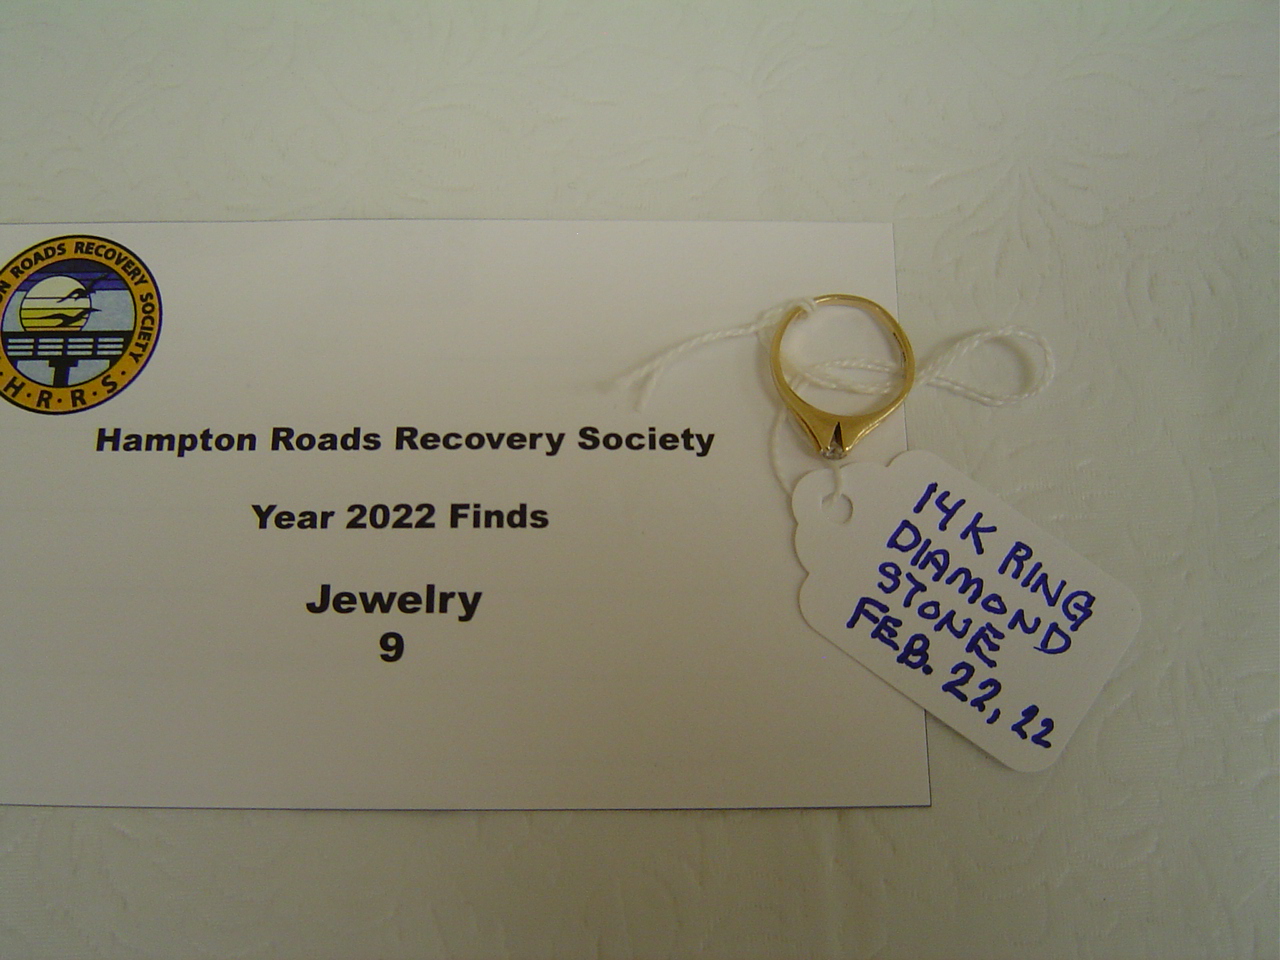 N ROADS RECOVERY SOCIETY
· H · R · R · S ·
Hampton Roads Recovery Society
Year 2022 Finds
Jewelry
9
14K RING
DIAMOND
STONE
FEB. 22, 22